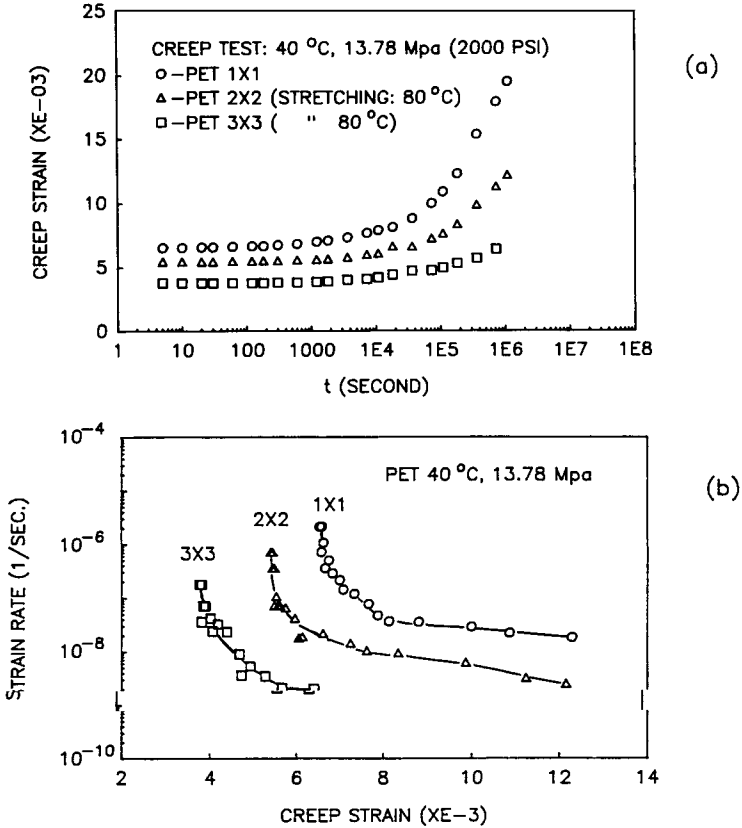 25
20
15
10
5
0
CREEP STRAIN (XE-03)
CREEP TEST: 40 °C, 13.78 Mpa (2000 PSI)
○-PET 1X1
△-PET 2X2 (STRETCHING: 80 °C)
□-PET 3X3 ( " 80 °C)
(a)
1 10 100 1000 1E4 1E5 1E6 1E7 1E8
t (SECOND)
10⁻⁴
10⁻⁶
10⁻⁸
10⁻¹⁰
STRAIN RATE (1/SEC.)
PET 40 °C, 13.78 Mpa
(b)
1X1
2X2
3X3
2 4 6 8 10 12 14
CREEP STRAIN (XE-3)